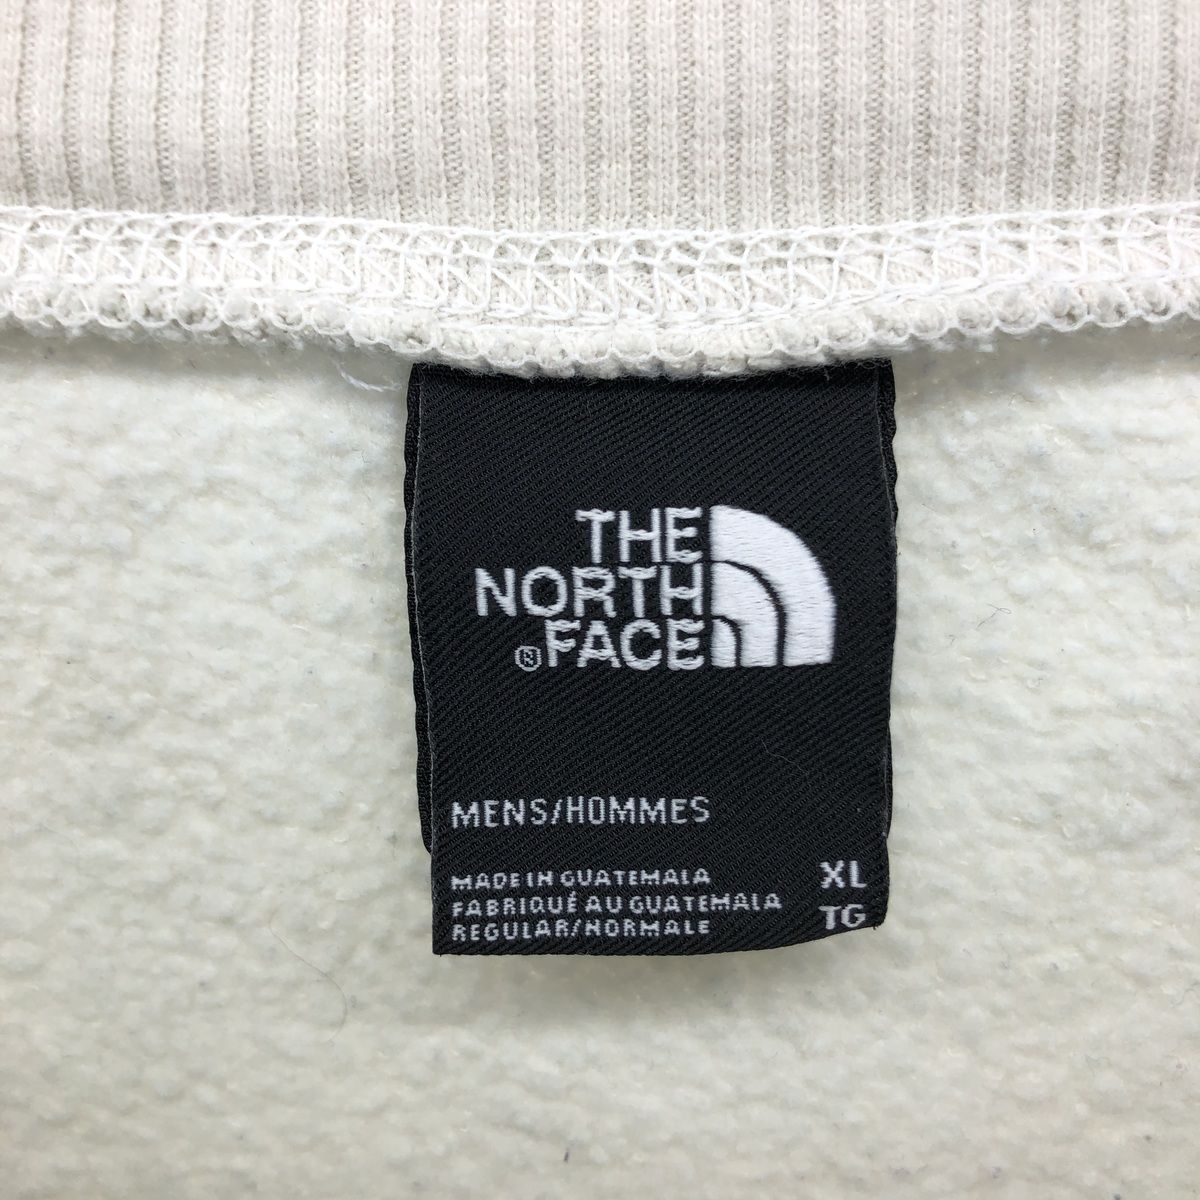 THE
NORTH
®FACE
MENS/HOMMES
MADE IN GUATEMALA
FABRIQUÉ AU GUATEMALA
REGULAR/NORMALE
XL
TG